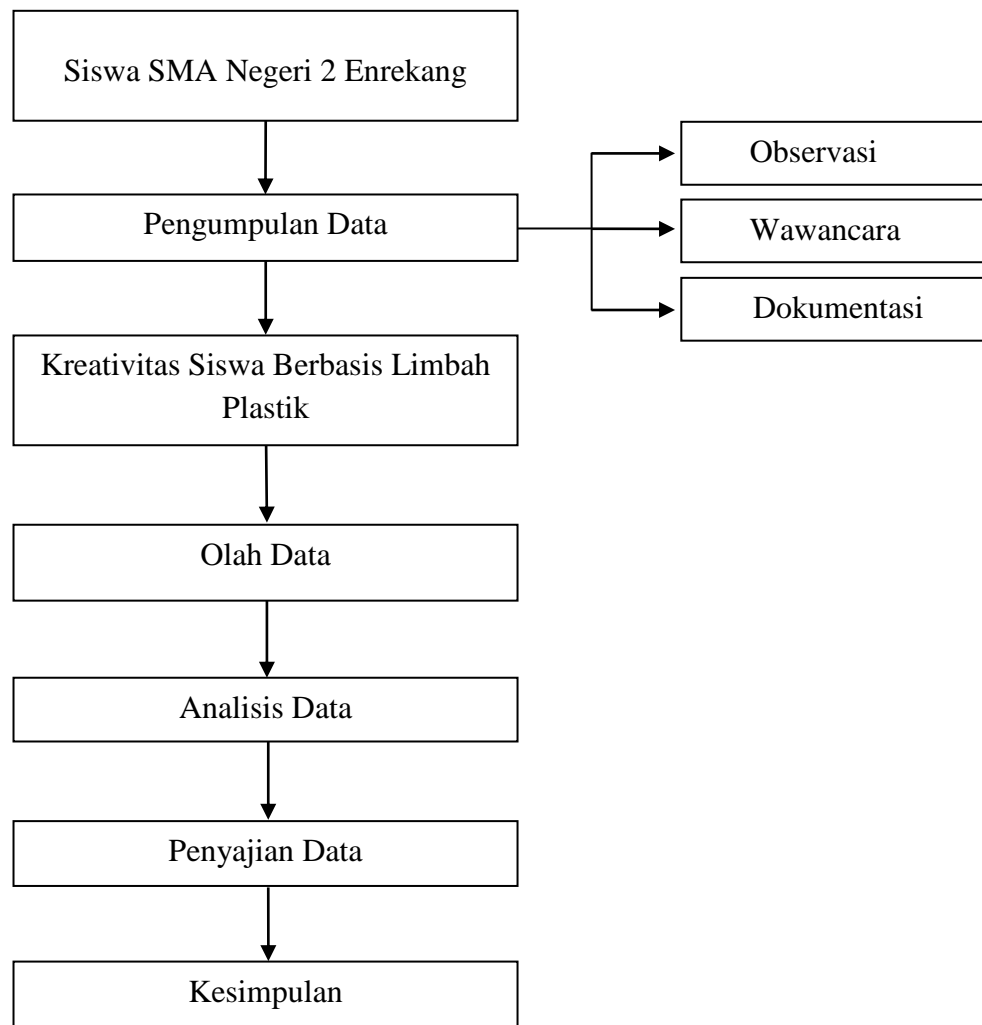 Siswa SMA Negeri 2 Enrekang
Pengumpulan Data
Observasi
Wawancara
Dokumentasi
Kreativitas Siswa Berbasis Limbah
Plastik
Olah Data
Analisis Data
Penyajian Data
Kesimpulan